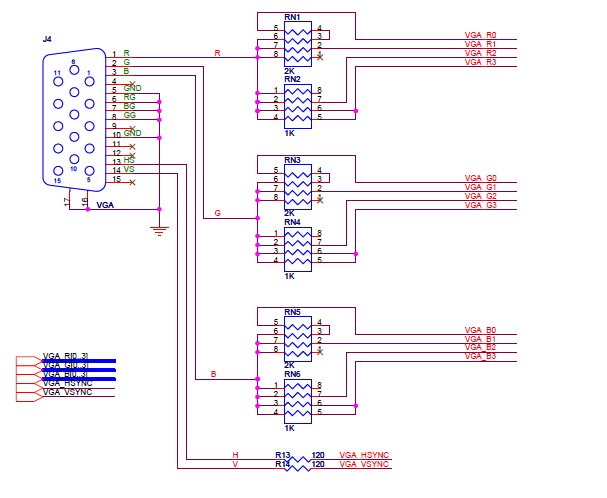 J4
1 R
2 G
3 B
4
5 GND
6 RG
7 BG
8 GG
9
10 GND
11
12
13 HS
14 VS
15
6
11 1
10
15 5
17 16 VGA
R
G
B
RN1
5 4
6 3
7 2
8 1
2K
RN2
1 8
2 7
3 6
4 5
1K
VGA_R0
VGA_R1
VGA_R2
VGA_R3
RN3
5 4
6 3
7 2
8 1
2K
RN4
1 8
2 7
3 6
4 5
1K
VGA_G0
VGA_G1
VGA_G2
VGA_G3
RN5
5 4
6 3
7 2
8 1
2K
RN6
1 8
2 7
3 6
4 5
1K
VGA_B0
VGA_B1
VGA_B2
VGA_B3
VGA_R[0..3]
VGA_G[0..3]
VGA_B[0..3]
VGA_HSYNC
VGA_VSYNC
H R13 120 VGA_HSYNC
V R14 120 VGA_VSYNC